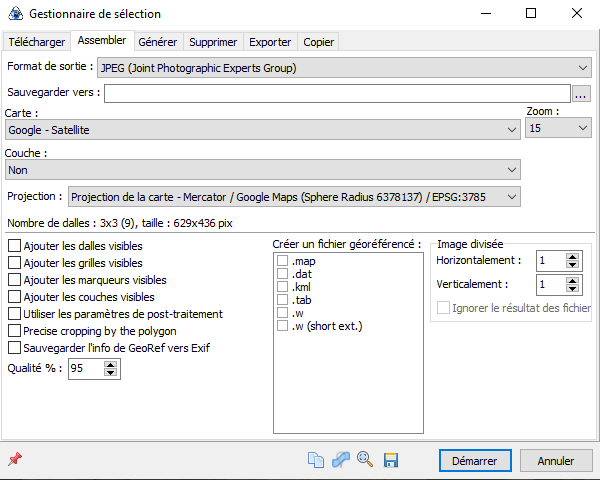 Gestionnaire de sélection
Télécharger Assembler Générer Supprimer Exporter Copier
Format de sortie : JPEG (Joint Photographic Experts Group)
Sauvegarder vers : ...
Carte : Zoom :
Google - Satellite 15
Couche :
Non
Projection : Projection de la carte - Mercator / Google Maps (Sphere Radius 6378137) / EPSG:3785
Nombre de dalles : 3x3 (9), taille : 629x436 pix
Ajouter les dalles visibles
Ajouter les grilles visibles
Ajouter les marqueurs visibles
Ajouter les couches visibles
Utiliser les paramètres de post-traitement
Precise cropping by the polygon
Sauvegarder l'info de GeoRef vers Exif
Qualité % : 95
Créer un fichier géoréférencé :
.map
.dat
.kml
.tab
.w
.w (short ext.)
Image divisée
Horizontalement : 1
Verticalement : 1
Ignorer le résultat des fichier
Démarrer Annuler